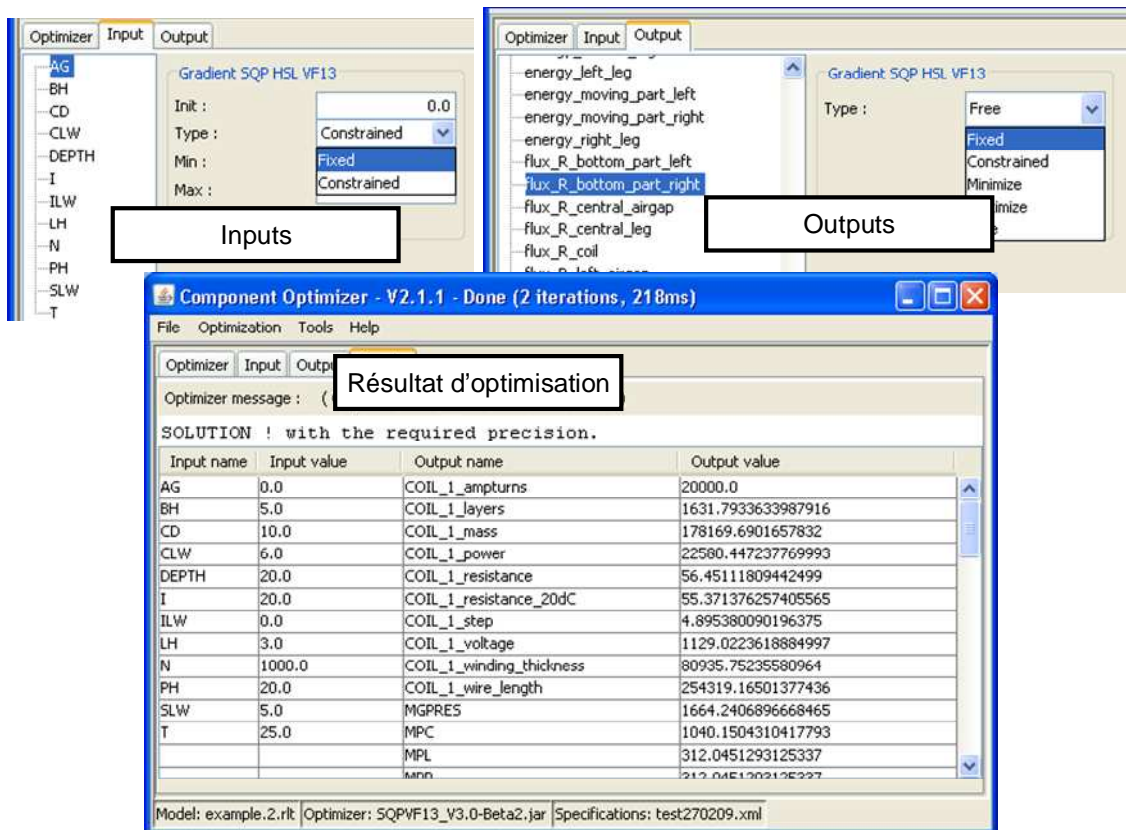 Optimizer Input Output
AG
BH
CD
CLW
DEPTH
I
ILW
LH
N
PH
SLW
T
Gradient SQP HSL VF13
Init : 0.0
Type : Constrained
Min : Fixed
Constrained
Max :
Inputs
Optimizer Input Output
energy_left_leg
energy_moving_part_left
energy_moving_part_right
energy_right_leg
flux_R_bottom_part_left
flux_R_bottom_part_right
flux_R_central_airgap
flux_R_central_leg
flux_R_coil
Gradient SQP HSL VF13
Type : Free
Fixed
Constrained
Minimize
Outputs
Component Optimizer - V2.1.1 - Done (2 iterations, 218ms)
File Optimization Tools Help
Optimizer Input
Résultat d'optimisation
Optimizer message : (
SOLUTION ! with the required precision.
Input name Input value Output name Output value
AG 0.0 COIL_1_ampturns 20000.0
BH 5.0 COIL_1_layers 1631.7933633987916
CD 10.0 COIL_1_mass 178169.6901657832
CLW 6.0 COIL_1_power 22580.447237769993
DEPTH 20.0 COIL_1_resistance 56.45111809442499
I 20.0 COIL_1_resistance_20dC 55.371376257405565
ILW 0.0 COIL_1_step 4.895380090196375
LH 3.0 COIL_1_voltage 1129.0223618884997
N 1000.0 COIL_1_winding_thickness 80935.75235580964
PH 20.0 COIL_1_wire_length 254319.16501377436
SLW 5.0 MGPRES 1664.2406896668465
T 25.0 MPC 1040.1504310417793
MPL 312.0451293125337
Model: example.2.rlt Optimizer: SQPVF13_V3.0-Beta2.jar Specifications: test270209.xml